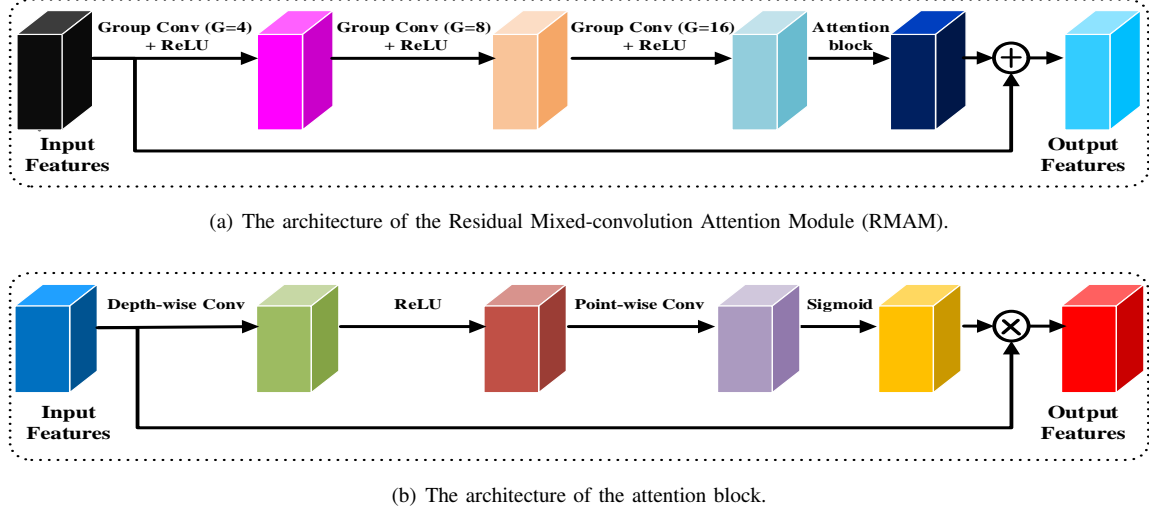 Group Conv (G=4)
+ ReLU
Group Conv (G=8)
+ ReLU
Group Conv (G=16)
+ ReLU
Attention
block
Input
Features
Output
Features
(a) The architecture of the Residual Mixed-convolution Attention Module (RMAM).
Depth-wise Conv
ReLU
Point-wise Conv
Sigmoid
Input
Features
Output
Features
(b) The architecture of the attention block.